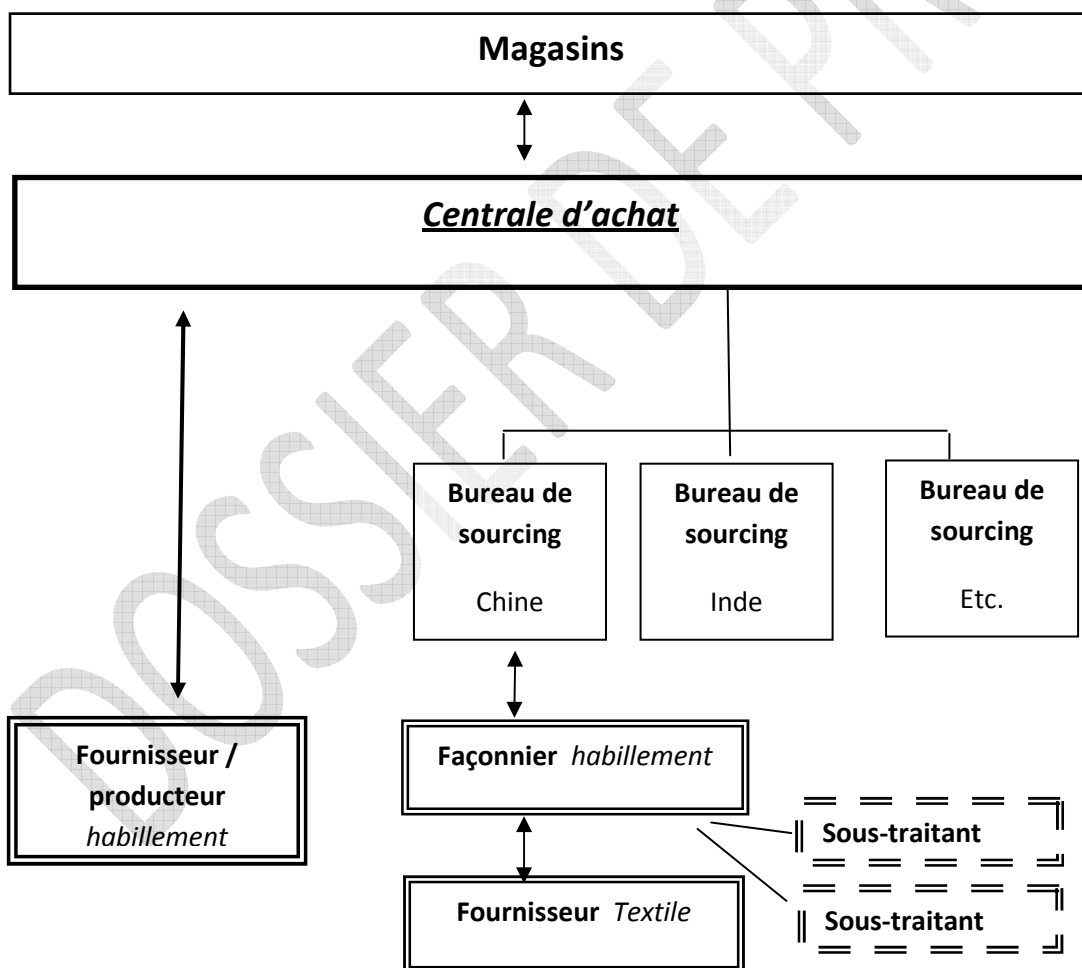 Magasins
Centrale d’achat
Bureau de
sourcing
Chine
Bureau de
sourcing
Inde
Bureau de
sourcing
Etc.
Fournisseur /
producteur
habillement
Façonnier habillement
Sous-traitant
Fournisseur Textile
Sous-traitant
DOSSIER DE PR